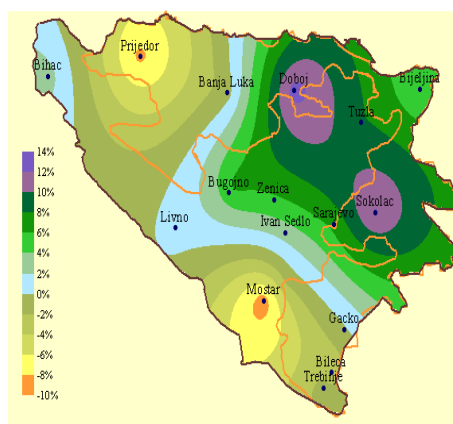 Prijedor
Bihac
Banja Luka
Doboj
Bijeljina
Tuzla
14%
12%
10%
8%
6%
4%
2%
0%
-2%
-4%
-6%
-8%
-10%
Bugojno
Zenica
Sokolac
Livno
Ivan Sedlo
Sarajevo
Mostar
Gacko
Bileca
Trebinje